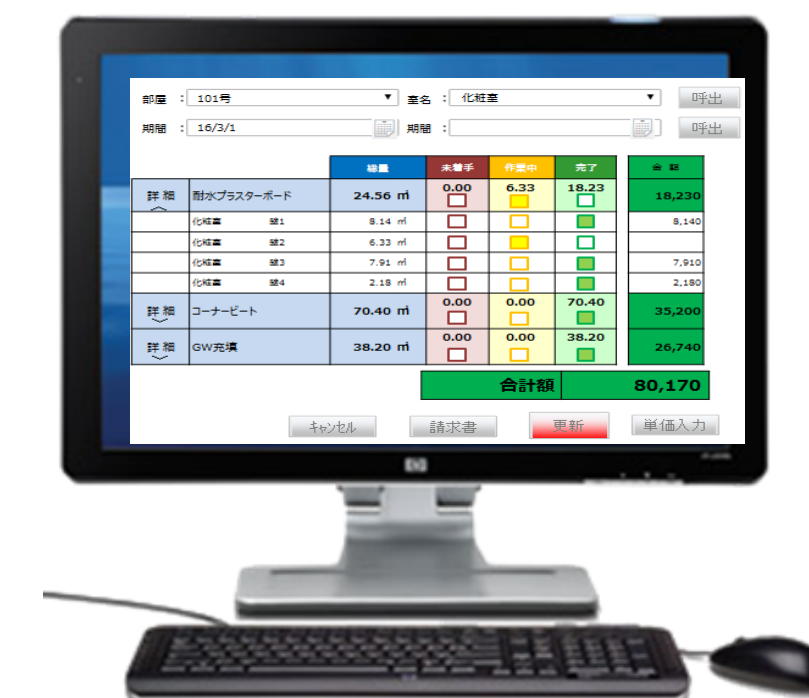 部屋 : 101号 ▼ 室名 : 化粧室 ▼ 呼出
期間 : 16/3/1 期間 : 呼出
総量 未着手 作業中 完了 金額
詳細 耐水プラスターボード 24.56 ㎡ 0.00 6.33 18.23 18,230
化粧室 壁1 8.14 ㎡ 8,140
化粧室 壁2 6.33 ㎡
化粧室 壁3 7.91 ㎡ 7,910
化粧室 壁4 2.18 ㎡ 2,180
詳細 コーナービート 70.40 ㎡ 0.00 0.00 70.40 35,200
詳細 GW充填 38.20 ㎡ 0.00 0.00 38.20 26,740
合計額 80,170
キャンセル 請求書 更新 単価入力
hp